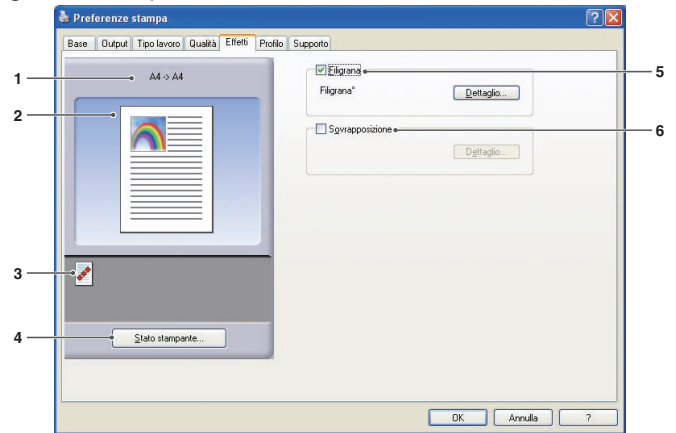 Preferenze stampa
Base Output Tipo lavoro Qualità Effetti Profilo Supporto
1
A4 -> A4
2
3
4
Stato stampante...
Filigrana
5
Filigrana"
Dettaglio...
Sovrapposizione
6
Dettaglio...
OK Annulla ?